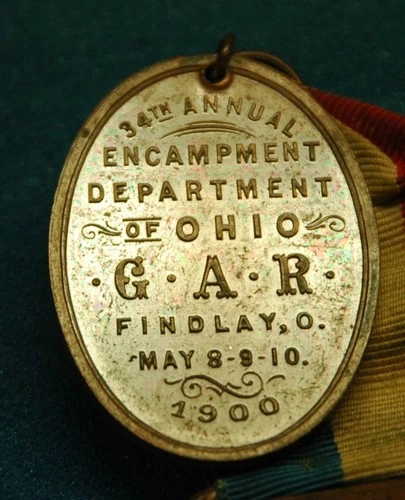 34TH ANNUAL
ENCAMPMENT
DEPARTMENT
OF OHIO
· G · A · R ·
FINDLAY, O.
MAY 8-9-10.
1900